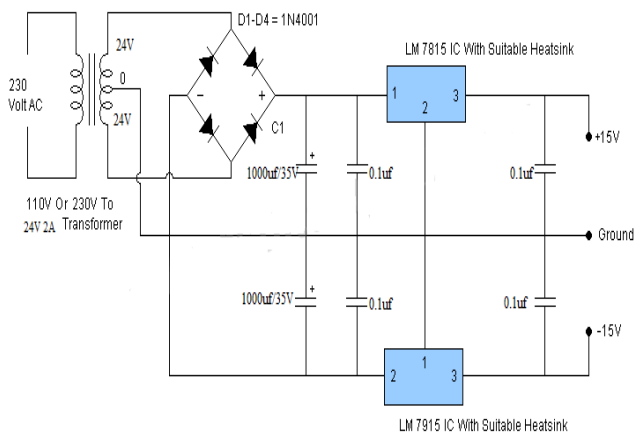 D1-D4 = 1N4001
24V
0
24V
230
Volt AC
-
+
C1
LM 7815 IC With Suitable Heatsink
1
2
3
+15V
+
1000uf/35V
0.1uf
0.1uf
110V Or 230V To
24V 2A Transformer
Ground
+
1000uf/35V
0.1uf
0.1uf
-15V
2
1
3
LM 7915 IC With Suitable Heatsink